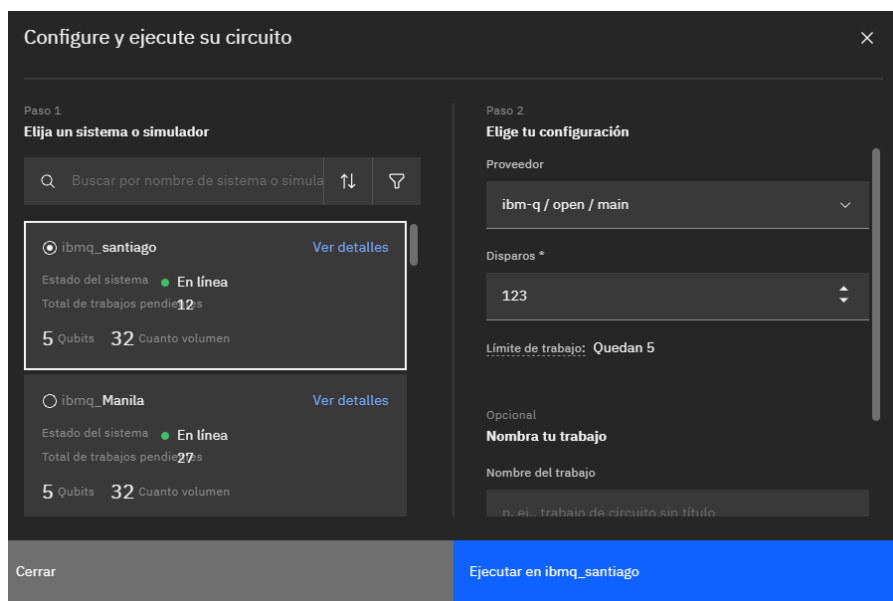 Configure y ejecute su circuito
Paso 1
Elija un sistema o simulador
Buscar por nombre de sistema o simula
ibmq_santiago
Ver detalles
Estado del sistema En línea
Total de trabajos 12
5 Qubits 32 Cuanto volumen
ibmq_Manila
Ver detalles
Estado del sistema En línea
Total de trabajos 27
5 Qubits 32 Cuanto volumen
Paso 2
Elige tu configuración
Proveedor
ibm-q / open / main
Disparos *
123
Límite de trabajo: Quedan 5
Opcional
Nombra tu trabajo
Nombre del trabajo
p. ej., trabajo de circuito sin título
Cerrar
Ejecutar en ibmq_santiago